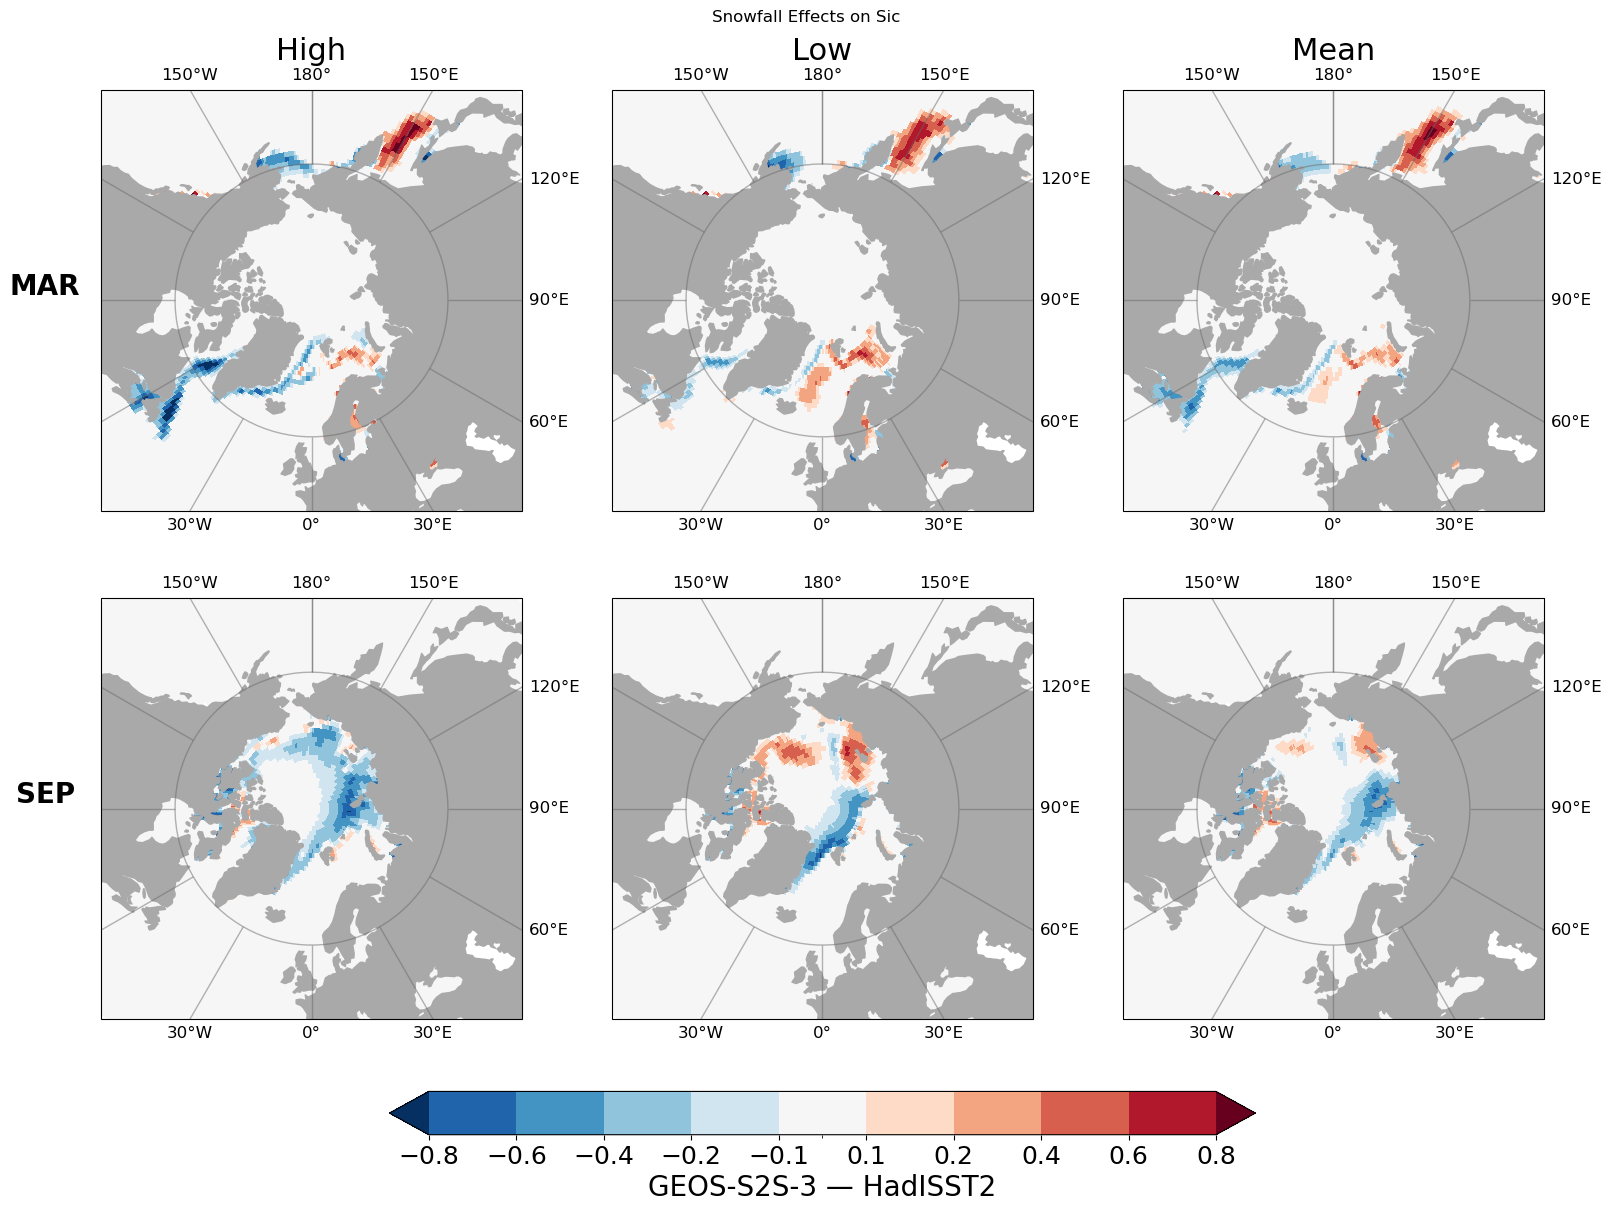 Snowfall Effects on Sic
High Low Mean
150°W 180° 150°E 150°W 180° 150°E 150°W 180° 150°E
120°E 120°E 120°E
MAR 90°E 90°E 90°E
60°E 60°E 60°E
30°W 0° 30°E 30°W 0° 30°E 30°W 0° 30°E
150°W 180° 150°E 150°W 180° 150°E 150°W 180° 150°E
120°E 120°E 120°E
SEP 90°E 90°E 90°E
60°E 60°E 60°E
30°W 0° 30°E 30°W 0° 30°E 30°W 0° 30°E
−0.8 −0.6 −0.4 −0.2 −0.1 0.1 0.2 0.4 0.6 0.8
GEOS-S2S-3 — HadISST2